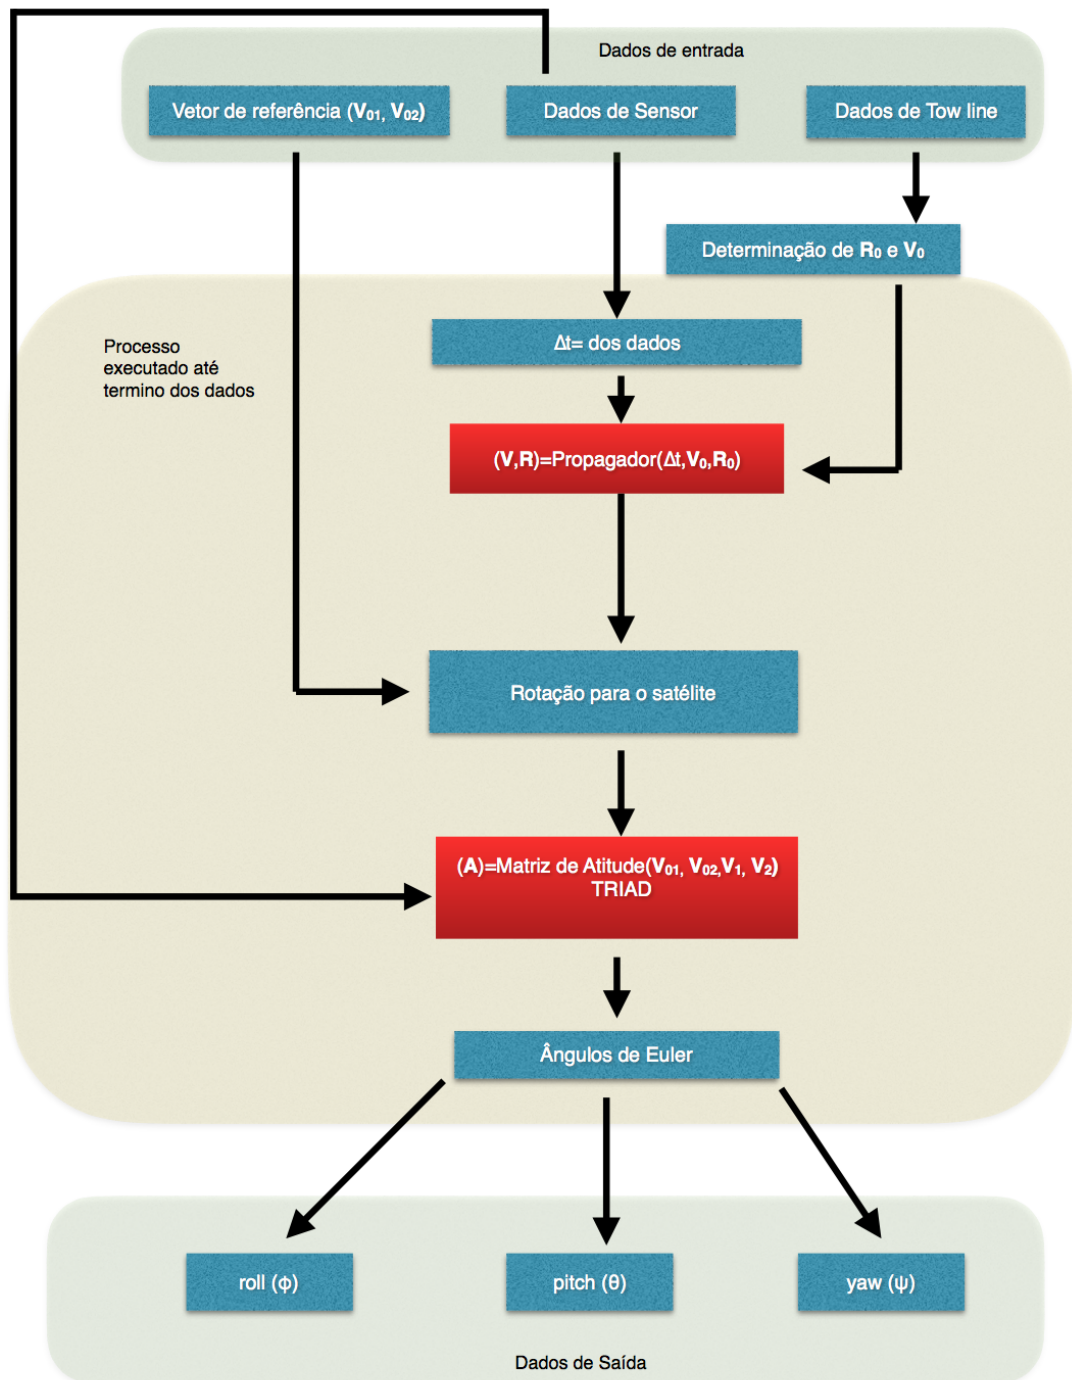 Dados de entrada
Vetor de referência (V₀₁, V₀₂)
Dados de Sensor
Dados de Tow line
Determinação de R₀ e V₀
Δt= dos dados
Processo
executado até
termino dos dados
(V,R)=Propagador(Δt,V₀,R₀)
Rotação para o satélite
(A)=Matriz de Atitude(V₀₁, V₀₂,V₁, V₂)
TRIAD
Ângulos de Euler
roll (ϕ)
pitch (θ)
yaw (ψ)
Dados de Saída